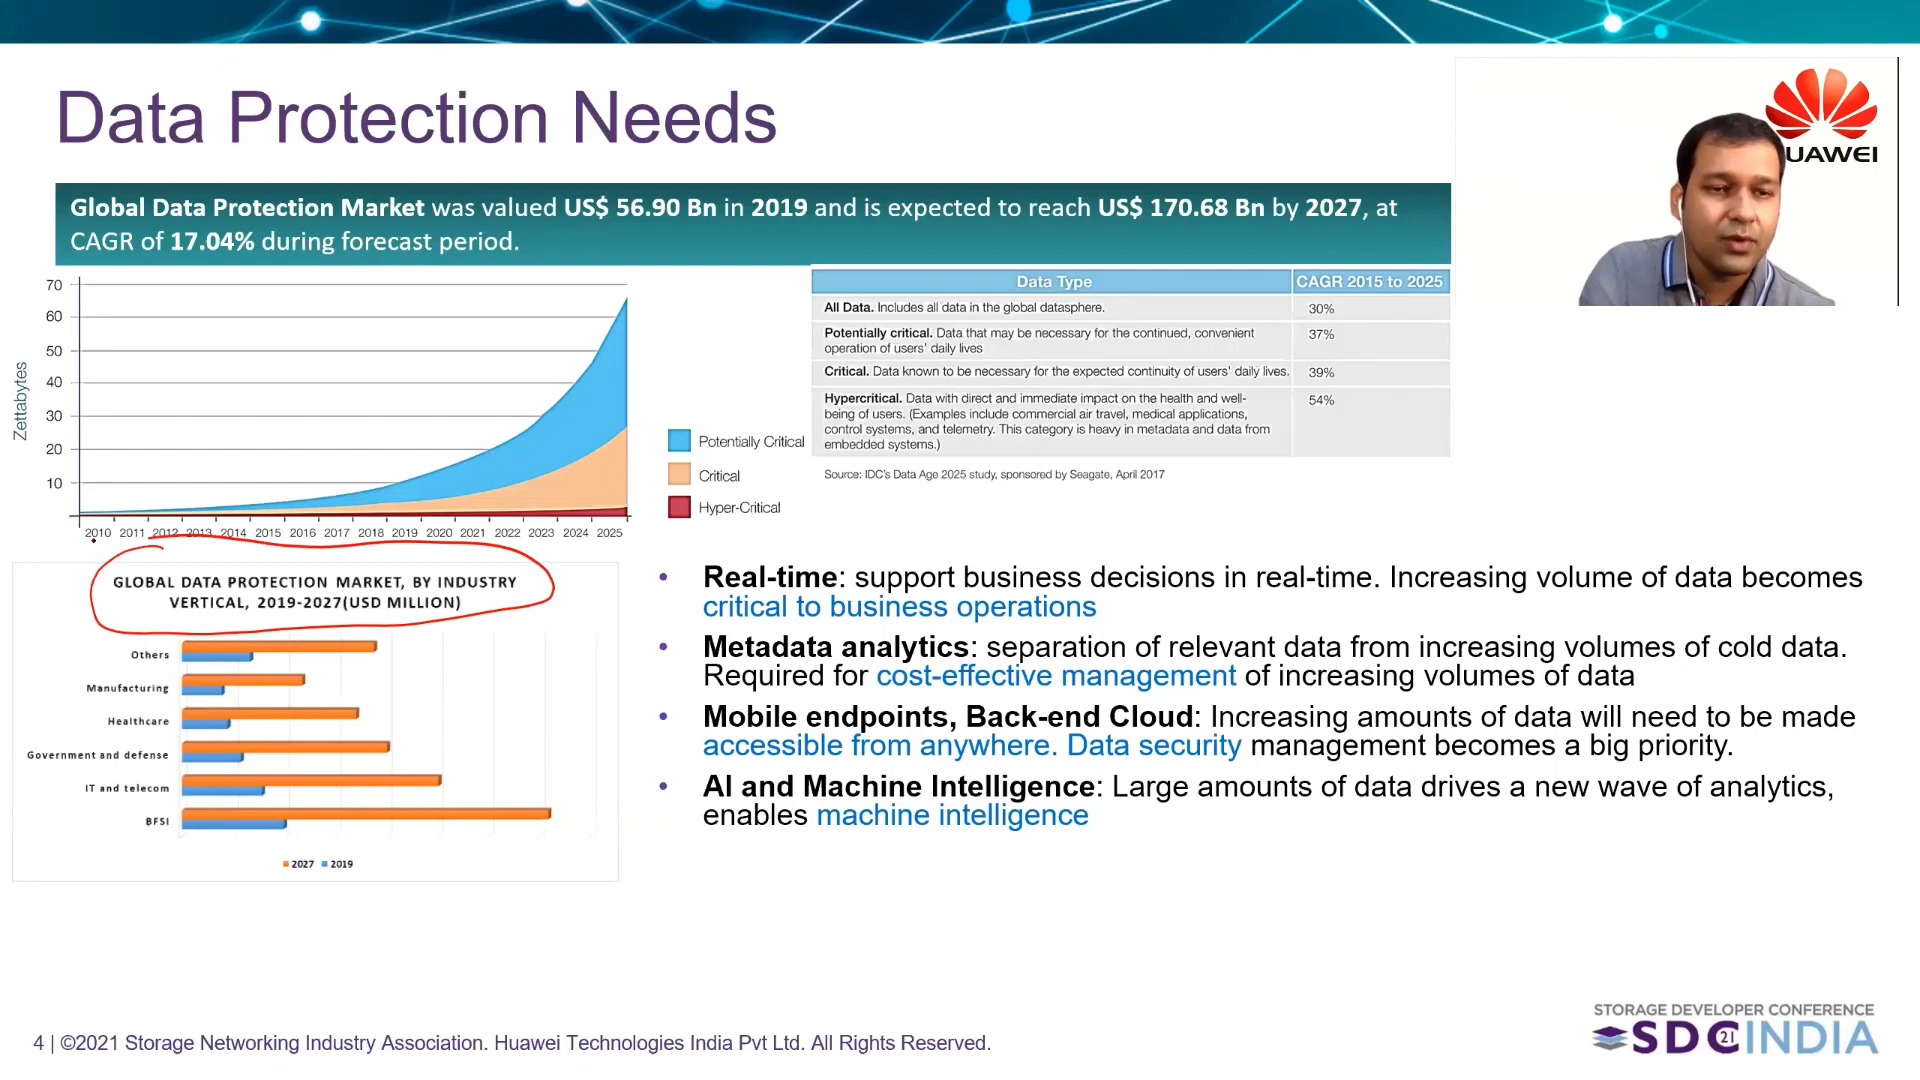 Data Protection Needs
UAWEI
Global Data Protection Market was valued US$ 56.90 Bn in 2019 and is expected to reach US$ 170.68 Bn by 2027, at
CAGR of 17.04% during forecast period.
Zettabytes
70
60
50
40
30
20
10
2010 2011 2012 2013 2014 2015 2016 2017 2018 2019 2020 2021 2022 2023 2024 2025
Potentially Critical
Critical
Hyper-Critical
Data Type CAGR 2015 to 2025
All Data. Includes all data in the global datasphere. 30%
Potentially critical. Data that may be necessary for the continued, convenient 37%
operation of users' daily lives
Critical. Data known to be necessary for the expected continuity of users' daily lives. 39%
Hypercritical. Data with direct and immediate impact on the health and well- 54%
being of users. (Examples include commercial air travel, medical applications,
control systems, and telemetry. This category is heavy in metadata and data from
embedded systems.)
Source: IDC's Data Age 2025 study, sponsored by Seagate, April 2017
GLOBAL DATA PROTECTION MARKET, BY INDUSTRY
VERTICAL, 2019-2027(USD MILLION)
Others
Manufacturing
Healthcare
Government and defense
IT and telecom
BFSI
2027 2019
• Real-time: support business decisions in real-time. Increasing volume of data becomes
critical to business operations
• Metadata analytics: separation of relevant data from increasing volumes of cold data.
Required for cost-effective management of increasing volumes of data
• Mobile endpoints, Back-end Cloud: Increasing amounts of data will need to be made
accessible from anywhere. Data security management becomes a big priority.
• AI and Machine Intelligence: Large amounts of data drives a new wave of analytics,
enables machine intelligence
4 | ©2021 Storage Networking Industry Association. Huawei Technologies India Pvt Ltd. All Rights Reserved.
STORAGE DEVELOPER CONFERENCE
SDC 21 INDIA